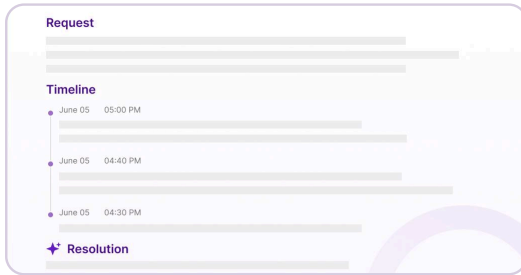 Request
Timeline
June 05 05:00 PM
June 05 04:40 PM
June 05 04:30 PM
Resolution